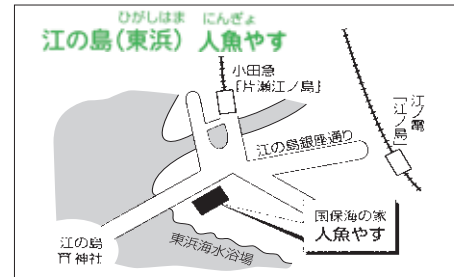 ひがしはま にんぎょ
江の島(東浜) 人魚やす
小田急
「片瀬江ノ島」
江ノ電
「江ノ島」
江の島銀座通り
国保海の家
人魚やす
東浜海水浴場
江の島
神社